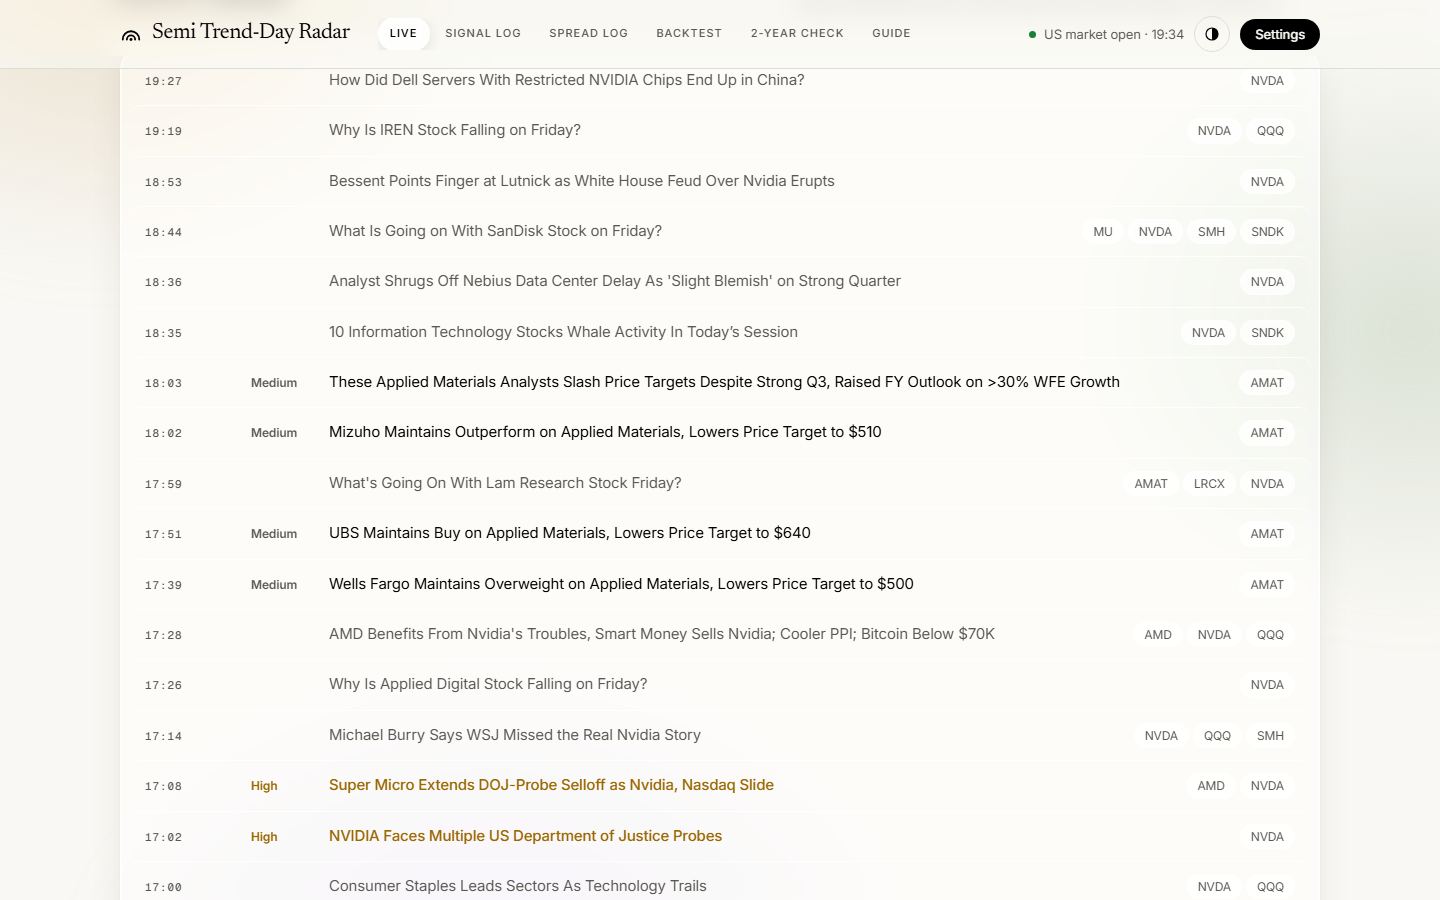 Semi Trend-Day Radar LIVE SIGNAL LOG SPREAD LOG BACKTEST 2-YEAR CHECK GUIDE US market open · 19:34 Settings
19:27 How Did Dell Servers With Restricted NVIDIA Chips End Up in China? NVDA
19:19 Why Is IREN Stock Falling on Friday? NVDA QQQ
18:53 Bessent Points Finger at Lutnick as White House Feud Over Nvidia Erupts NVDA
18:44 What Is Going on With SanDisk Stock on Friday? MU NVDA SMH SNDK
18:36 Analyst Shrugs Off Nebius Data Center Delay As 'Slight Blemish' on Strong Quarter NVDA
18:35 10 Information Technology Stocks Whale Activity In Today’s Session NVDA SNDK
18:03 Medium These Applied Materials Analysts Slash Price Targets Despite Strong Q3, Raised FY Outlook on >30% WFE Growth AMAT
18:02 Medium Mizuho Maintains Outperform on Applied Materials, Lowers Price Target to $510 AMAT
17:59 What's Going On With Lam Research Stock Friday? AMAT LRCX NVDA
17:51 Medium UBS Maintains Buy on Applied Materials, Lowers Price Target to $640 AMAT
17:39 Medium Wells Fargo Maintains Overweight on Applied Materials, Lowers Price Target to $500 AMAT
17:28 AMD Benefits From Nvidia's Troubles, Smart Money Sells Nvidia; Cooler PPI; Bitcoin Below $70K AMD NVDA QQQ
17:26 Why Is Applied Digital Stock Falling on Friday? NVDA
17:14 Michael Burry Says WSJ Missed the Real Nvidia Story NVDA QQQ SMH
17:08 High Super Micro Extends DOJ-Probe Selloff as Nvidia, Nasdaq Slide AMD NVDA
17:02 High NVIDIA Faces Multiple US Department of Justice Probes NVDA
17:00 Consumer Staples Leads Sectors As Technology Trails NVDA QQQ